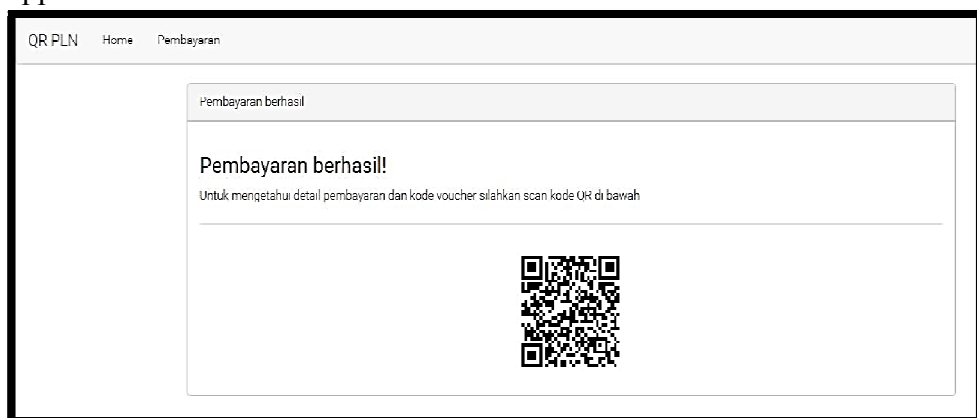 QR PLN Home Pembayaran
Pembayaran berhasil
Pembayaran berhasil!
Untuk mengetahui detail pembayaran dan kode voucher silahkan scan kode QR di bawah